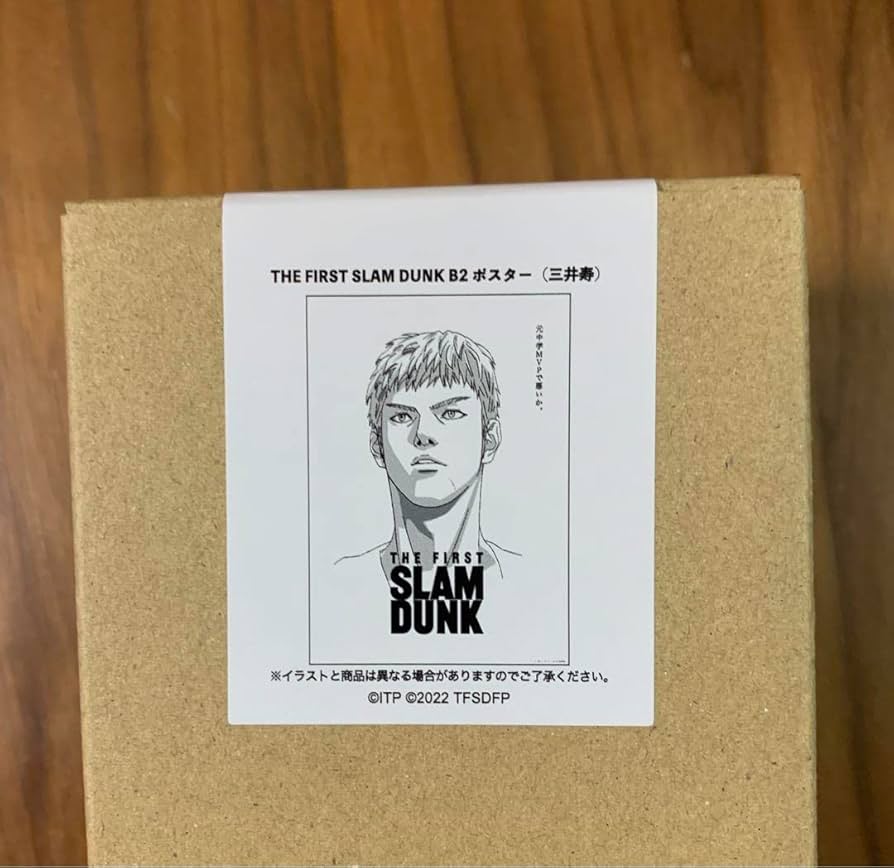 THE FIRST SLAM DUNK B2 ポスター（三井寿）
元中学MVPで悪いか。
THE FIRST
SLAM
DUNK
※イラストと商品は異なる場合がありますのでご了承ください。
©ITP ©2022 TFSDFP